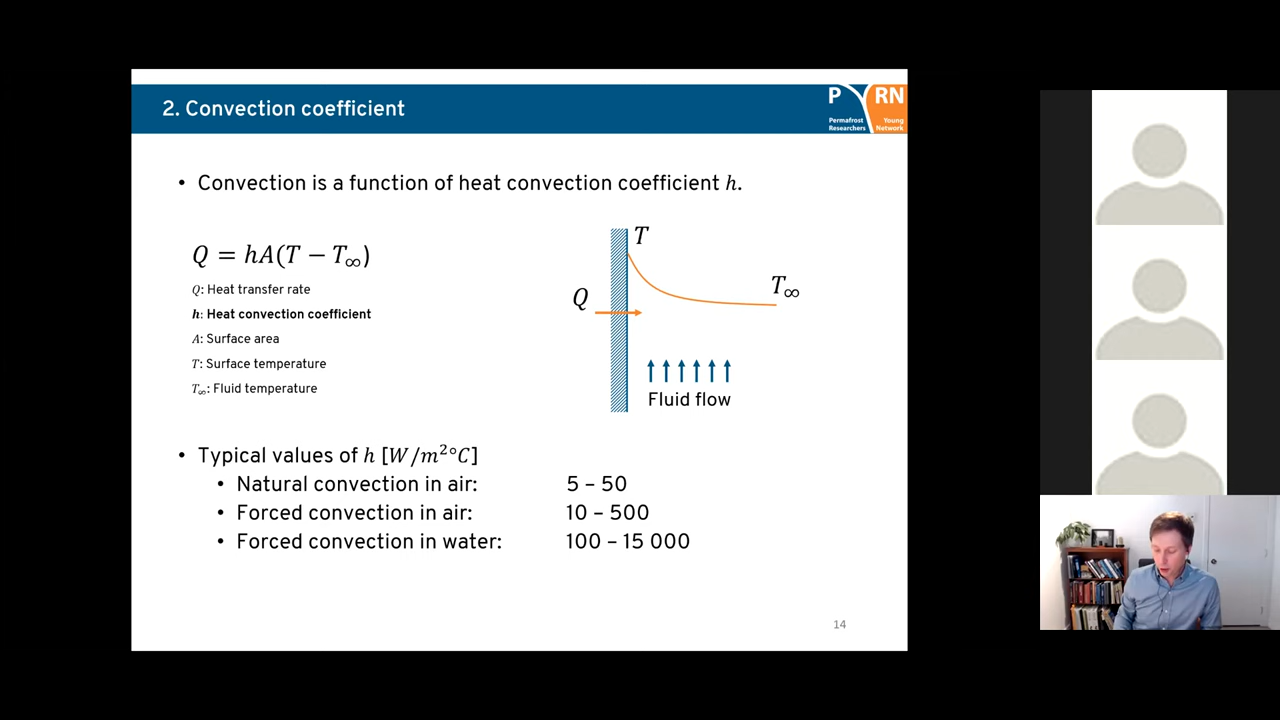 2. Convection coefficient
P RN
Permafrost Young
Researchers Network
• Convection is a function of heat convection coefficient h.
Q = hA(T − T∞)
Q: Heat transfer rate
h: Heat convection coefficient
A: Surface area
T: Surface temperature
T∞: Fluid temperature
T
Q
T∞
Fluid flow
• Typical values of h [W/m²°C]
• Natural convection in air: 5 – 50
• Forced convection in air: 10 – 500
• Forced convection in water: 100 – 15 000
14